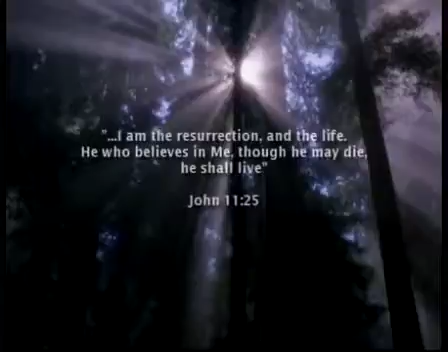 "...I am the resurrection, and the life.
He who believes in Me, though he may die,
he shall live"
John 11:25